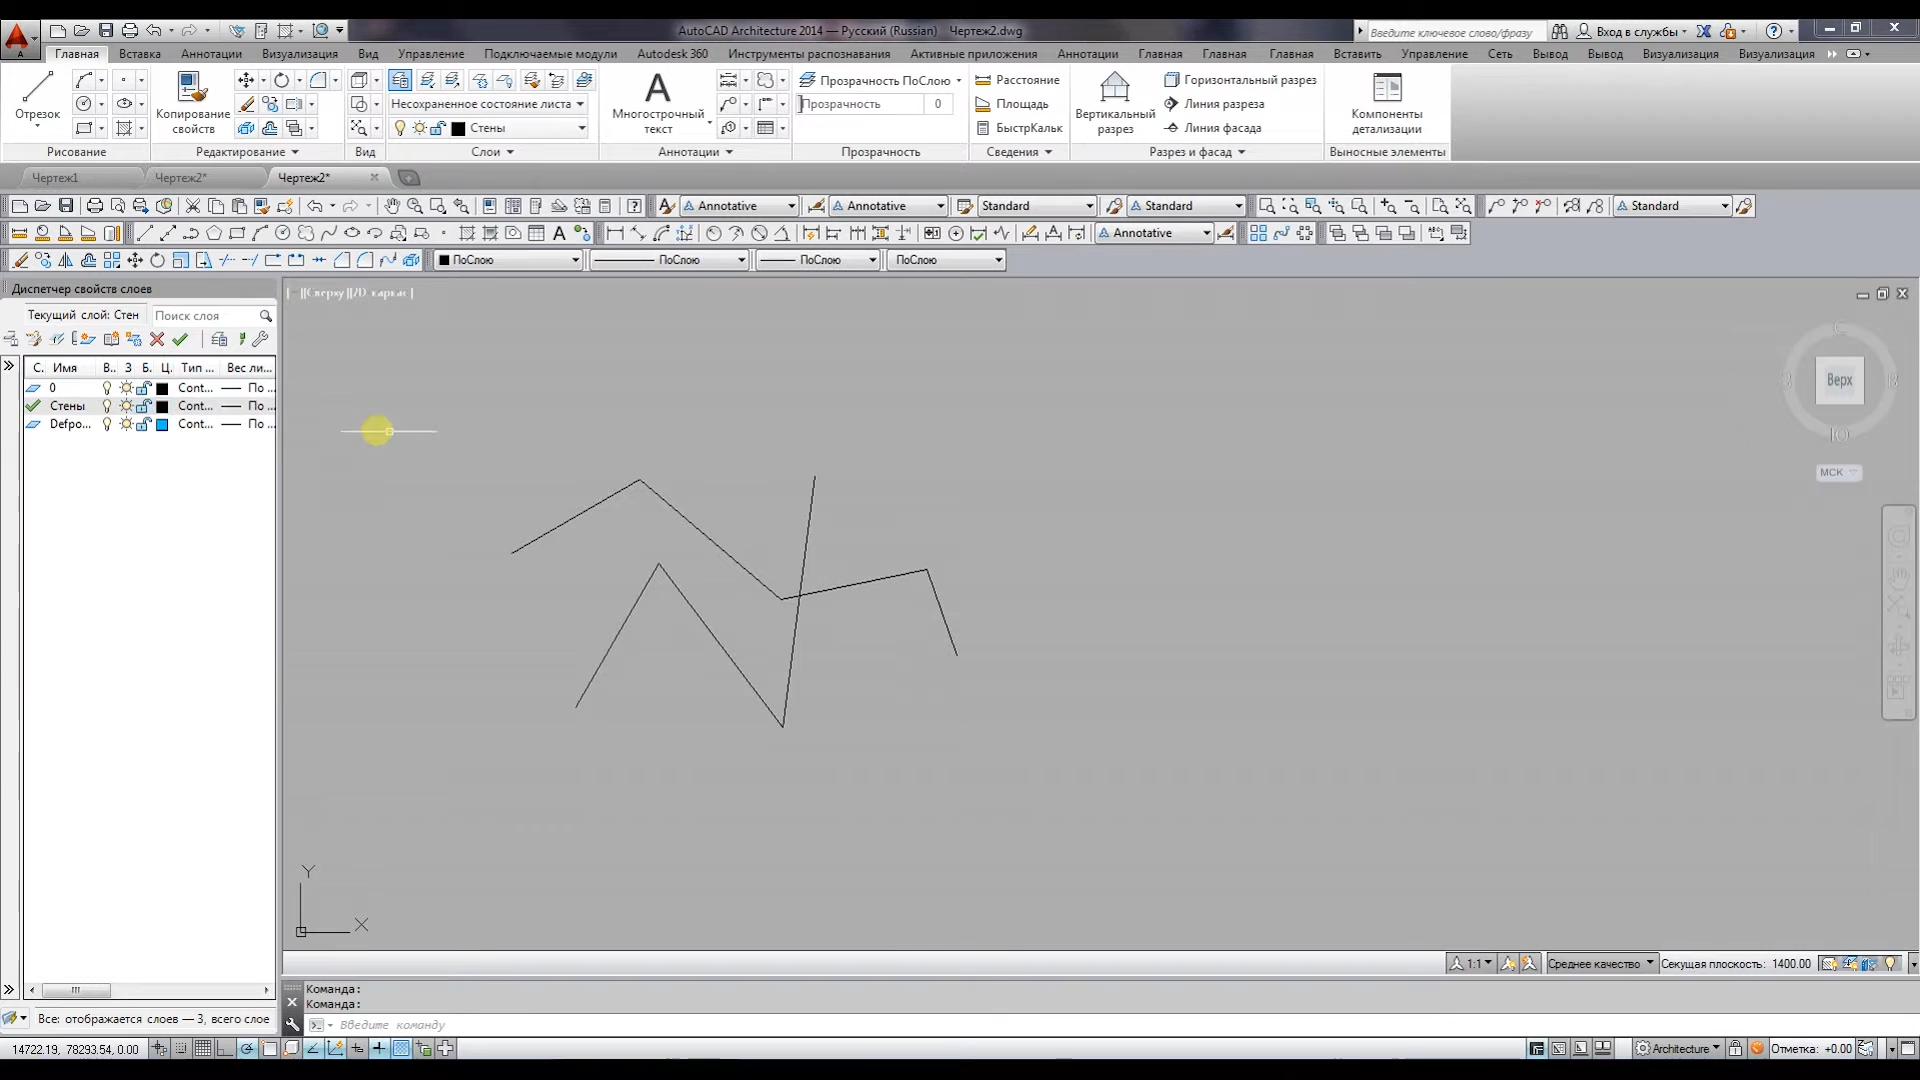 AutoCAD Architecture 2014 — Русский (Russian) Чертеж2.dwg
Введите ключевое слово/фразу
Вход в службы
Главная Вставка Аннотации Визуализация Вид Управление Подключаемые модули Autodesk 360 Инструменты распознавания Активные приложения Главная Аннотации Главная Главная Вставить Управление Сеть Вывод Вывод Визуализация Визуализация
Отрезок
Копирование свойств
Несохраненное состояние листа
Стены
A
Многострочный текст
Прозрачность ПоСлою
Прозрачность 0
Расстояние
Площадь
БыстрКальк
Вертикальный разрез
Горизонтальный разрез
Линия разреза
Линия фасада
Компоненты детализации
Рисование Редактирование Вид Слои Аннотации Прозрачность Сведения Разрез и фасад Выносные элементы
Чертеж1 Чертеж2* Чертеж2*
Annotative Annotative Standard Standard Standard
Annotative
ПоСлою ПоСлою ПоСлою ПоСлою
Диспетчер свойств слоев
Текущий слой: Стен Поиск слоя
С. Имя В.. З Б. Ц. Тип ... Вес ли...
0 Cont... По ...
Стены Cont... По ...
Defpo... Cont... По ...
[–][Сверху][2D каркас]
С
Верх
З В
Ю
МСК
Y
X
1:1 Среднее качество Секущая плоскость: 1400.00
Команда:
Команда:
Введите команду
Все: отображается слоев — 3, всего слое
14722.19, 78293.54, 0.00
Architecture Отметка: +0.00